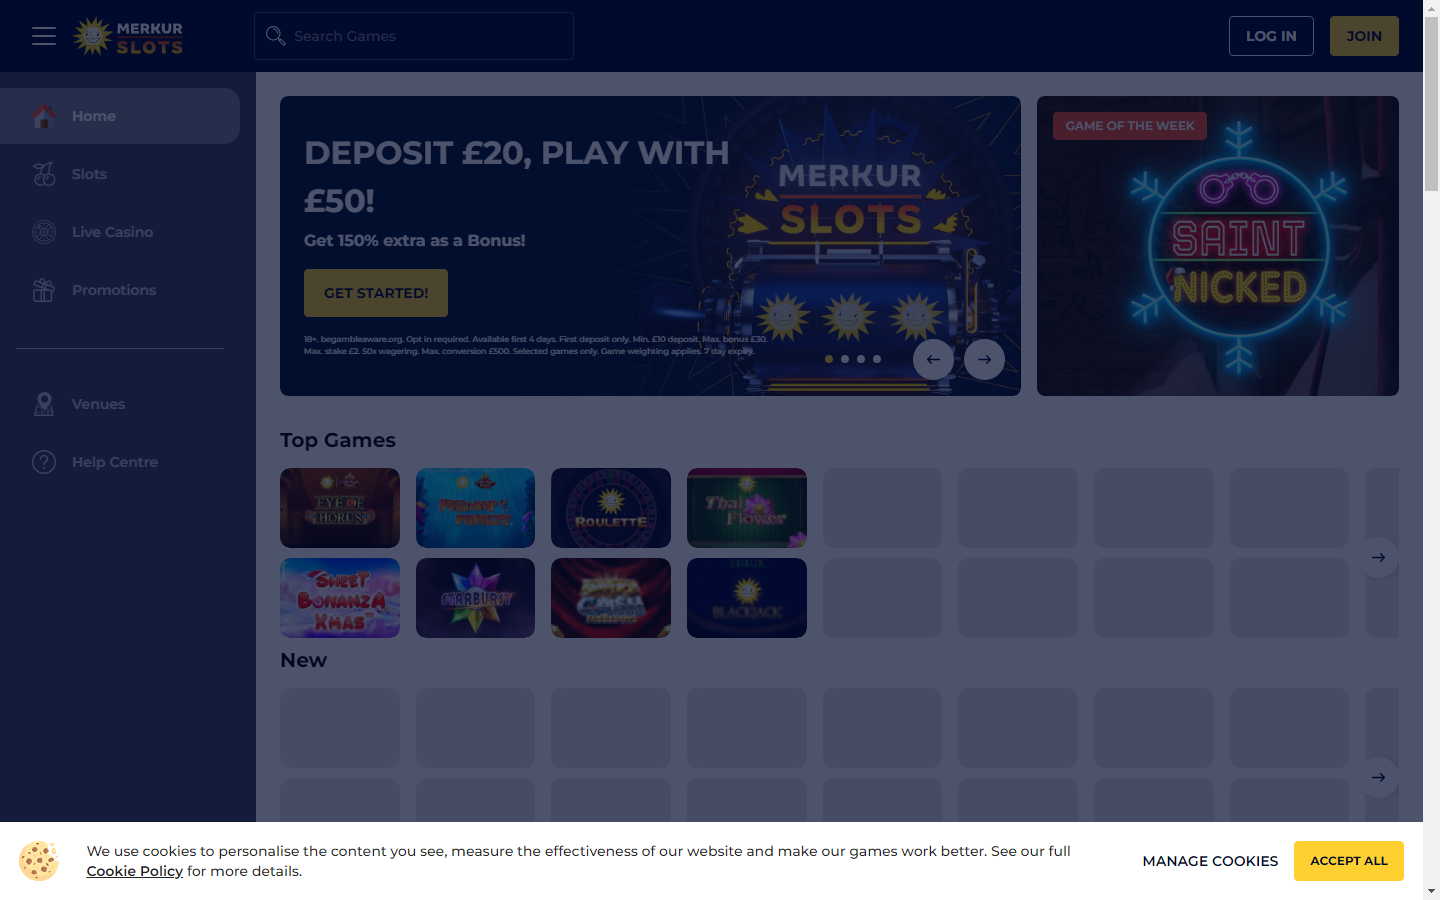 MERKUR
SLOTS
Search Games
LOG IN
JOIN
Home
Slots
Live Casino
Promotions
Venues
Help Centre
DEPOSIT £20, PLAY WITH
£50!
Get 150% extra as a Bonus!
GET STARTED!
18+. begambleaware.org. Opt in required. Available first 4 days. First deposit only. Min. £10 deposit. Max. bonus £30.
Max. stake £2. 50x wagering. Max. conversion £500. Selected games only. Game weighting applies. 7 day expiry.
MERKUR
SLOTS
GAME OF THE WEEK
SAINT
NICKED
Top Games
EYE OF
HORUS
ROULETTE
Thai
Flower
SWEET
BONANZA
XMAS
STARBURST
CASH
BLACKJACK
New
We use cookies to personalise the content you see, measure the effectiveness of our website and make our games work better. See our full
Cookie Policy for more details.
MANAGE COOKIES
ACCEPT ALL